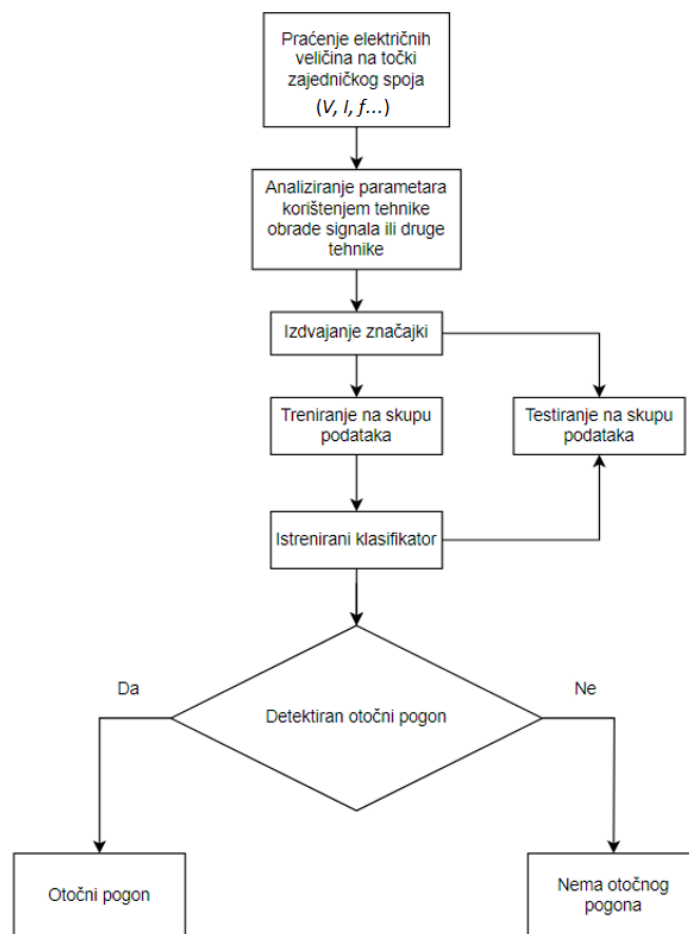 Praćenje električnih
veličina na točki
zajedničkog spoja
(V, I, f...)
Analiziranje parametara
korištenjem tehnike
obrade signala ili druge
tehnike
Izdvajanje značajki
Treniranje na skupu
podataka
Testiranje na skupu
podataka
Istrenirani klasifikator
Da
Ne
Detektiran otočni pogon
Otočni pogon
Nema otočnog
pogona